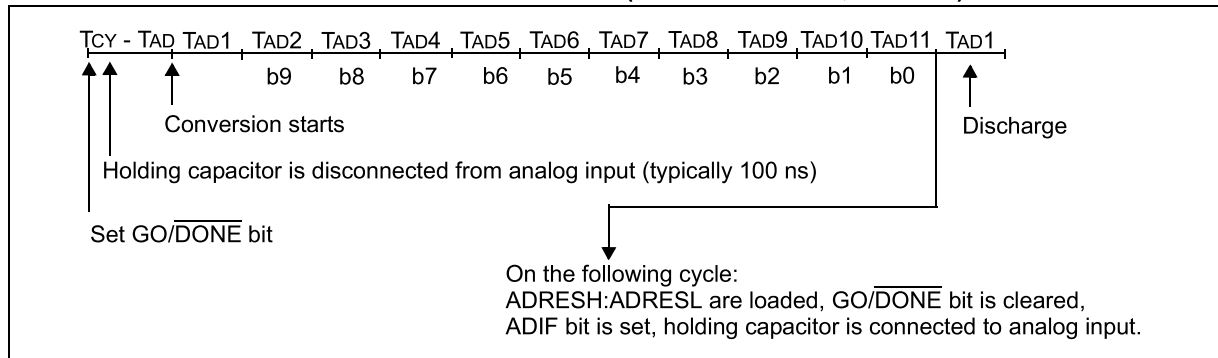 TCY - TAD TAD1 TAD2 TAD3 TAD4 TAD5 TAD6 TAD7 TAD8 TAD9 TAD10 TAD11 TAD1
b9 b8 b7 b6 b5 b4 b3 b2 b1 b0
Conversion starts
Discharge
Holding capacitor is disconnected from analog input (typically 100 ns)
Set GO/DONE bit
On the following cycle:
ADRESH:ADRESL are loaded, GO/DONE bit is cleared,
ADIF bit is set, holding capacitor is connected to analog input.